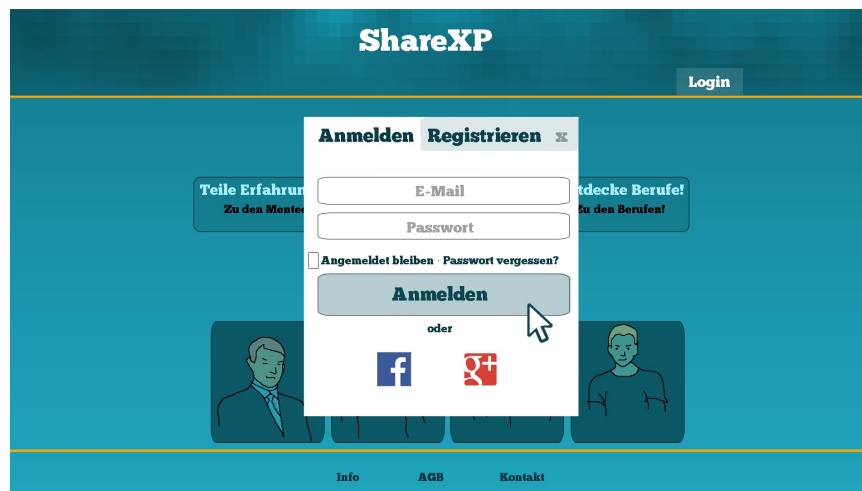 ShareXP
Login
Anmelden Registrieren x
Teile Erfahrun
Zu den
E-Mail
tdecke Berufe!
Zu den Berufen!
Passwort
Angemeldet bleiben · Passwort vergessen?
Anmelden
oder
f g+
Info AGB Kontakt